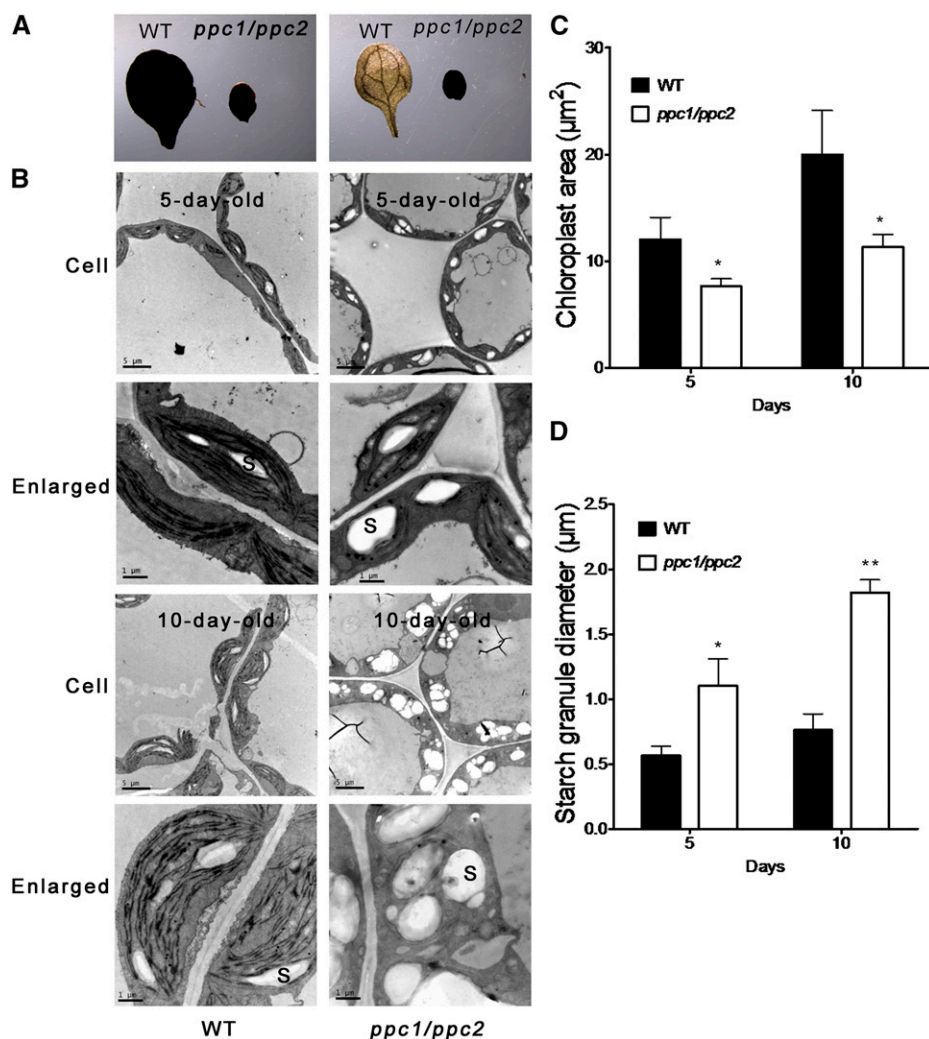 A
WT ppc1/ppc2
WT ppc1/ppc2
B
5-day-old
5-day-old
Cell
5 µm
5 µm
Enlarged
S
S
1 µm
1 µm
10-day-old
10-day-old
Cell
5 µm
5 µm
Enlarged
S
S
1 µm
1 µm
WT
ppc1/ppc2
C
Chloroplast area (µm²)
30
20
10
0
WT
ppc1/ppc2
*
*
5
10
Days
D
Starch granule diameter (µm)
2.5
2.0
1.5
1.0
0.5
0.0
WT
ppc1/ppc2
*
**
5
10
Days